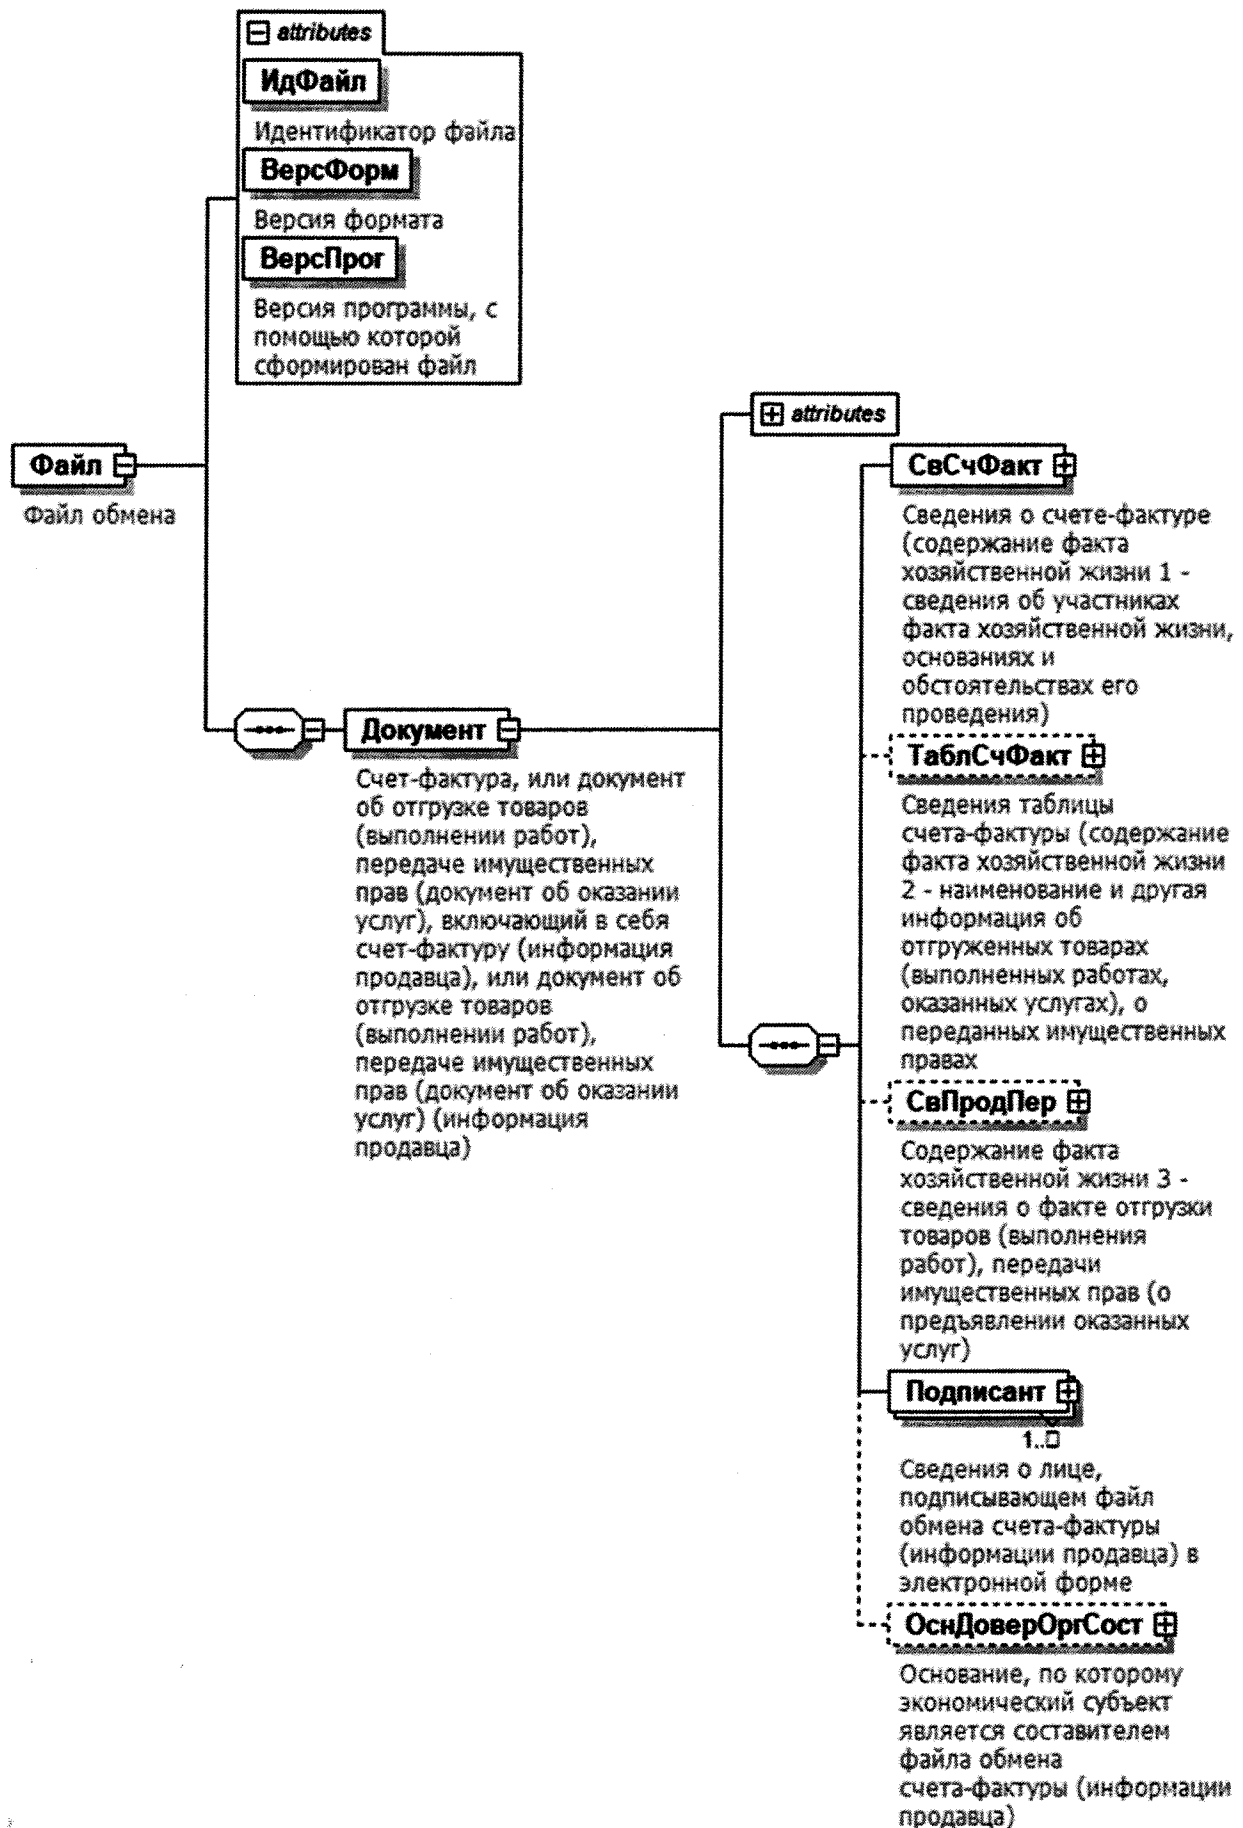 attributes
ИдФайл
Идентификатор файла
ВерсФорм
Версия формата
ВерсПрог
Версия программы, с
помощью которой
сформирован файл
Файл
Файл обмена
Документ
Счет-фактура, или документ
об отгрузке товаров
(выполнении работ),
передаче имущественных
прав (документ об оказании
услуг), включающий в себя
счет-фактуру (информация
продавца), или документ об
отгрузке товаров
(выполнении работ),
передаче имущественных
прав (документ об оказании
услуг) (информация
продавца)
attributes
СвСчФакт
Сведения о счете-фактуре
(содержание факта
хозяйственной жизни 1 -
сведения об участниках
факта хозяйственной жизни,
основаниях и
обстоятельствах его
проведения)
ТаблСчФакт
Сведения таблицы
счета-фактуры (содержание
факта хозяйственной жизни
2 - наименование и другая
информация об
отгруженных товарах
(выполненных работах,
оказанных услугах), о
переданных имущественных
правах
СвПродПер
Содержание факта
хозяйственной жизни 3 -
сведения о факте отгрузки
товаров (выполнения
работ), передачи
имущественных прав (о
предъявлении оказанных
услуг)
Подписант
1..□
Сведения о лице,
подписывающем файл
обмена счета-фактуры
(информации продавца) в
электронной форме
ОснДоверОргСост
Основание, по которому
экономический субъект
является составителем
файла обмена
счета-фактуры (информации
продавца)